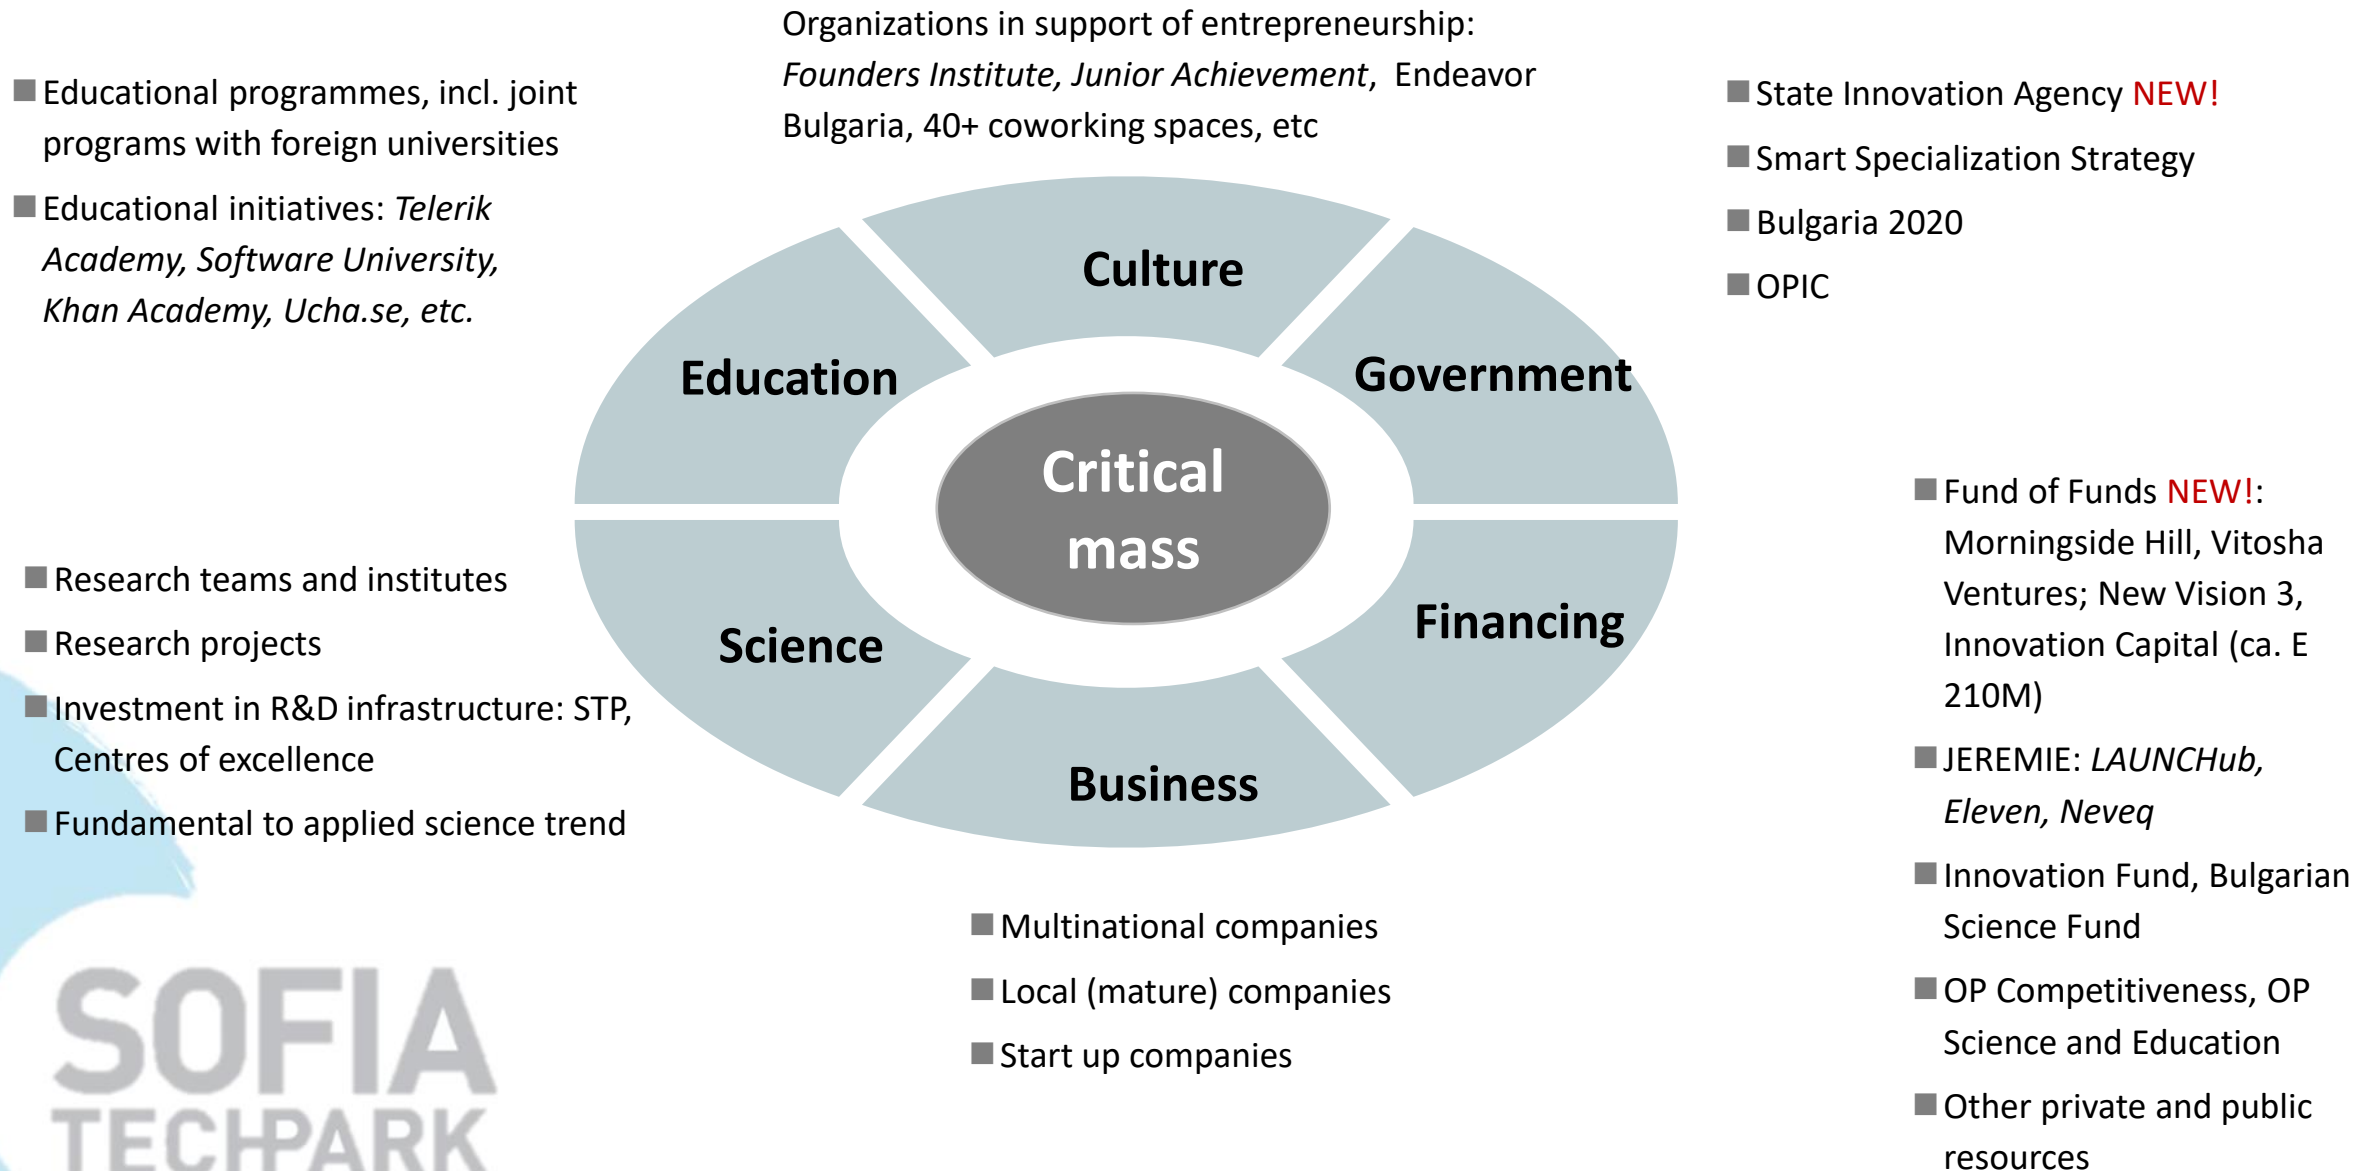 Organizations in support of entrepreneurship:
Founders Institute, Junior Achievement, Endeavor
Bulgaria, 40+ coworking spaces, etc
Educational programmes, incl. joint
programs with foreign universities
Educational initiatives: Telerik
Academy, Software University,
Khan Academy, Ucha.se, etc.
State Innovation Agency NEW!
Smart Specialization Strategy
Bulgaria 2020
OPIC
Culture
Education
Government
Critical
mass
Science
Financing
Business
Research teams and institutes
Research projects
Investment in R&D infrastructure: STP,
Centres of excellence
Fundamental to applied science trend
Fund of Funds NEW!:
Morningside Hill, Vitosha
Ventures; New Vision 3,
Innovation Capital (ca. E
210M)
JEREMIE: LAUNCHub,
Eleven, Neveq
Innovation Fund, Bulgarian
Science Fund
OP Competitiveness, OP
Science and Education
Other private and public
resources
Multinational companies
Local (mature) companies
Start up companies
SOFIA
TECHPARK